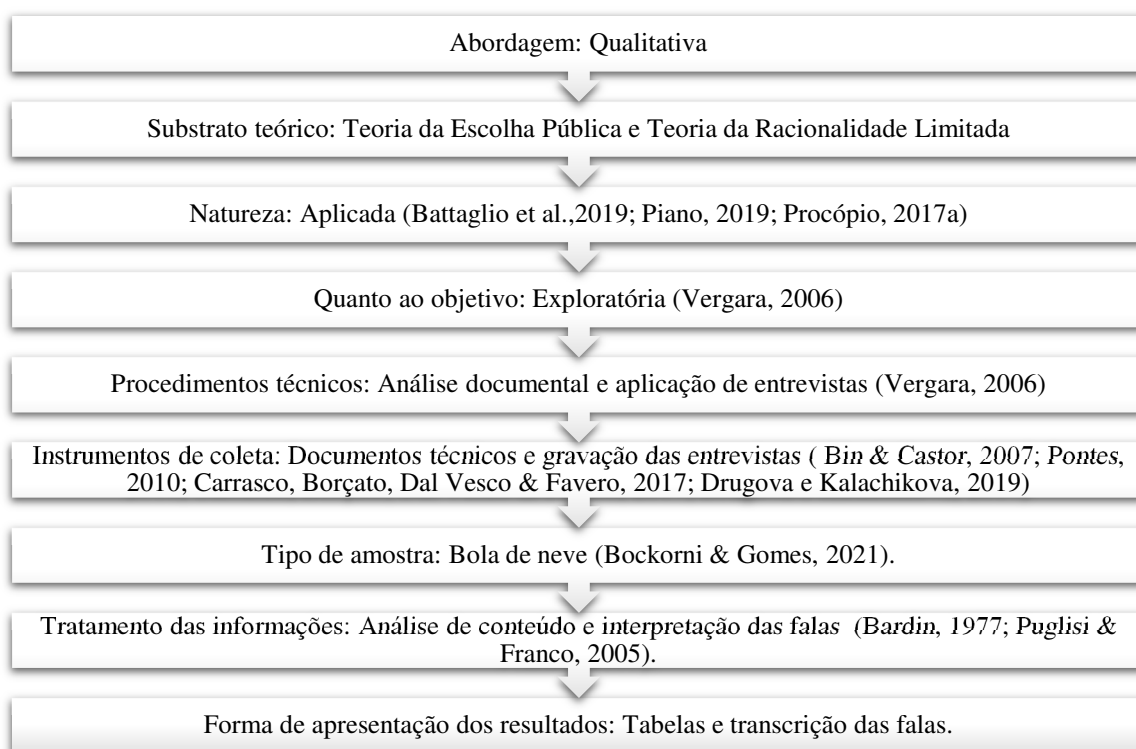 Abordagem: Qualitativa
Substrato teórico: Teoria da Escolha Pública e Teoria da Racionalidade Limitada
Natureza: Aplicada (Battaglio et al.,2019; Piano, 2019; Procópio, 2017a)
Quanto ao objetivo: Exploratória (Vergara, 2006)
Procedimentos técnicos: Análise documental e aplicação de entrevistas (Vergara, 2006)
Instrumentos de coleta: Documentos técnicos e gravação das entrevistas ( Bin & Castor, 2007; Pontes,
2010; Carrasco, Borçato, Dal Vesco & Favero, 2017; Drugova e Kalachikova, 2019)
Tipo de amostra: Bola de neve (Bockorni & Gomes, 2021).
Tratamento das informações: Análise de conteúdo e interpretação das falas (Bardin, 1977; Puglisi &
Franco, 2005).
Forma de apresentação dos resultados: Tabelas e transcrição das falas.